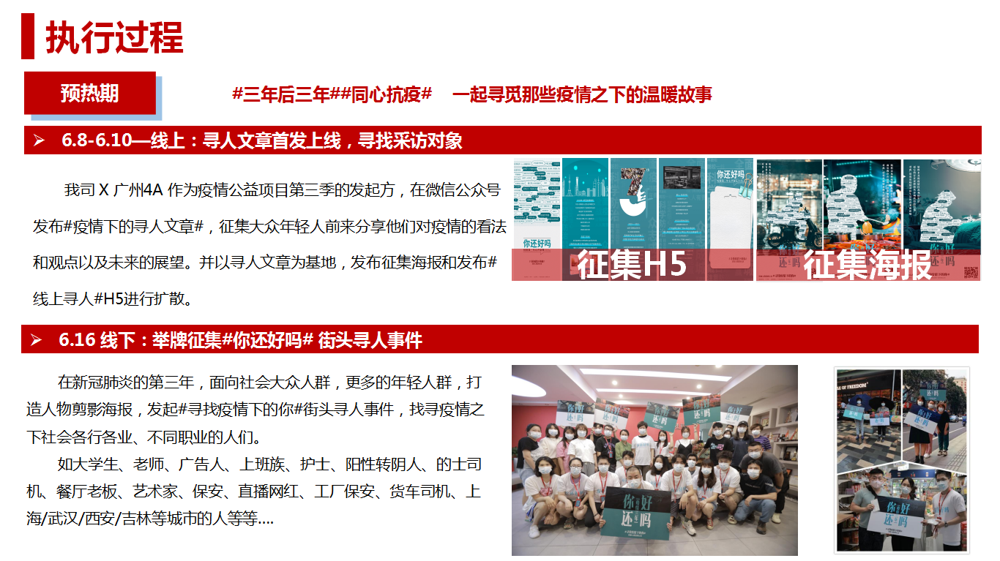 执行过程
预热期
#三年后三年##同心抗疫# 一起寻觅那些疫情之下的温暖故事
6.8-6.10—线上：寻人文章首发上线，寻找采访对象
我司 X 广州4A 作为疫情公益项目第三季的发起方，在微信公众号
发布#疫情下的寻人文章#，征集大众年轻人前来分享他们对疫情的看法
和观点以及未来的展望。并以寻人文章为基地，发布征集海报和发布#
线上寻人#H5进行扩散。
你还好吗
3
你还好吗
征集H5
征集海报
6.16 线下：举牌征集#你还好吗# 街头寻人事件
在新冠肺炎的第三年，面向社会大众人群，更多的年轻人群，打
造人物剪影海报，发起#寻找疫情下的你#街头寻人事件，找寻疫情之
下社会各行各业、不同职业的人们。
如大学生、老师、广告人、上班族、护士、阳性转阴人、的士司
机、餐厅老板、艺术家、保安、直播网红、工厂保安、货车司机、上
海/武汉/西安/吉林等城市的人等等....
你好
还吗
OF FREEDOM
你好
还吗